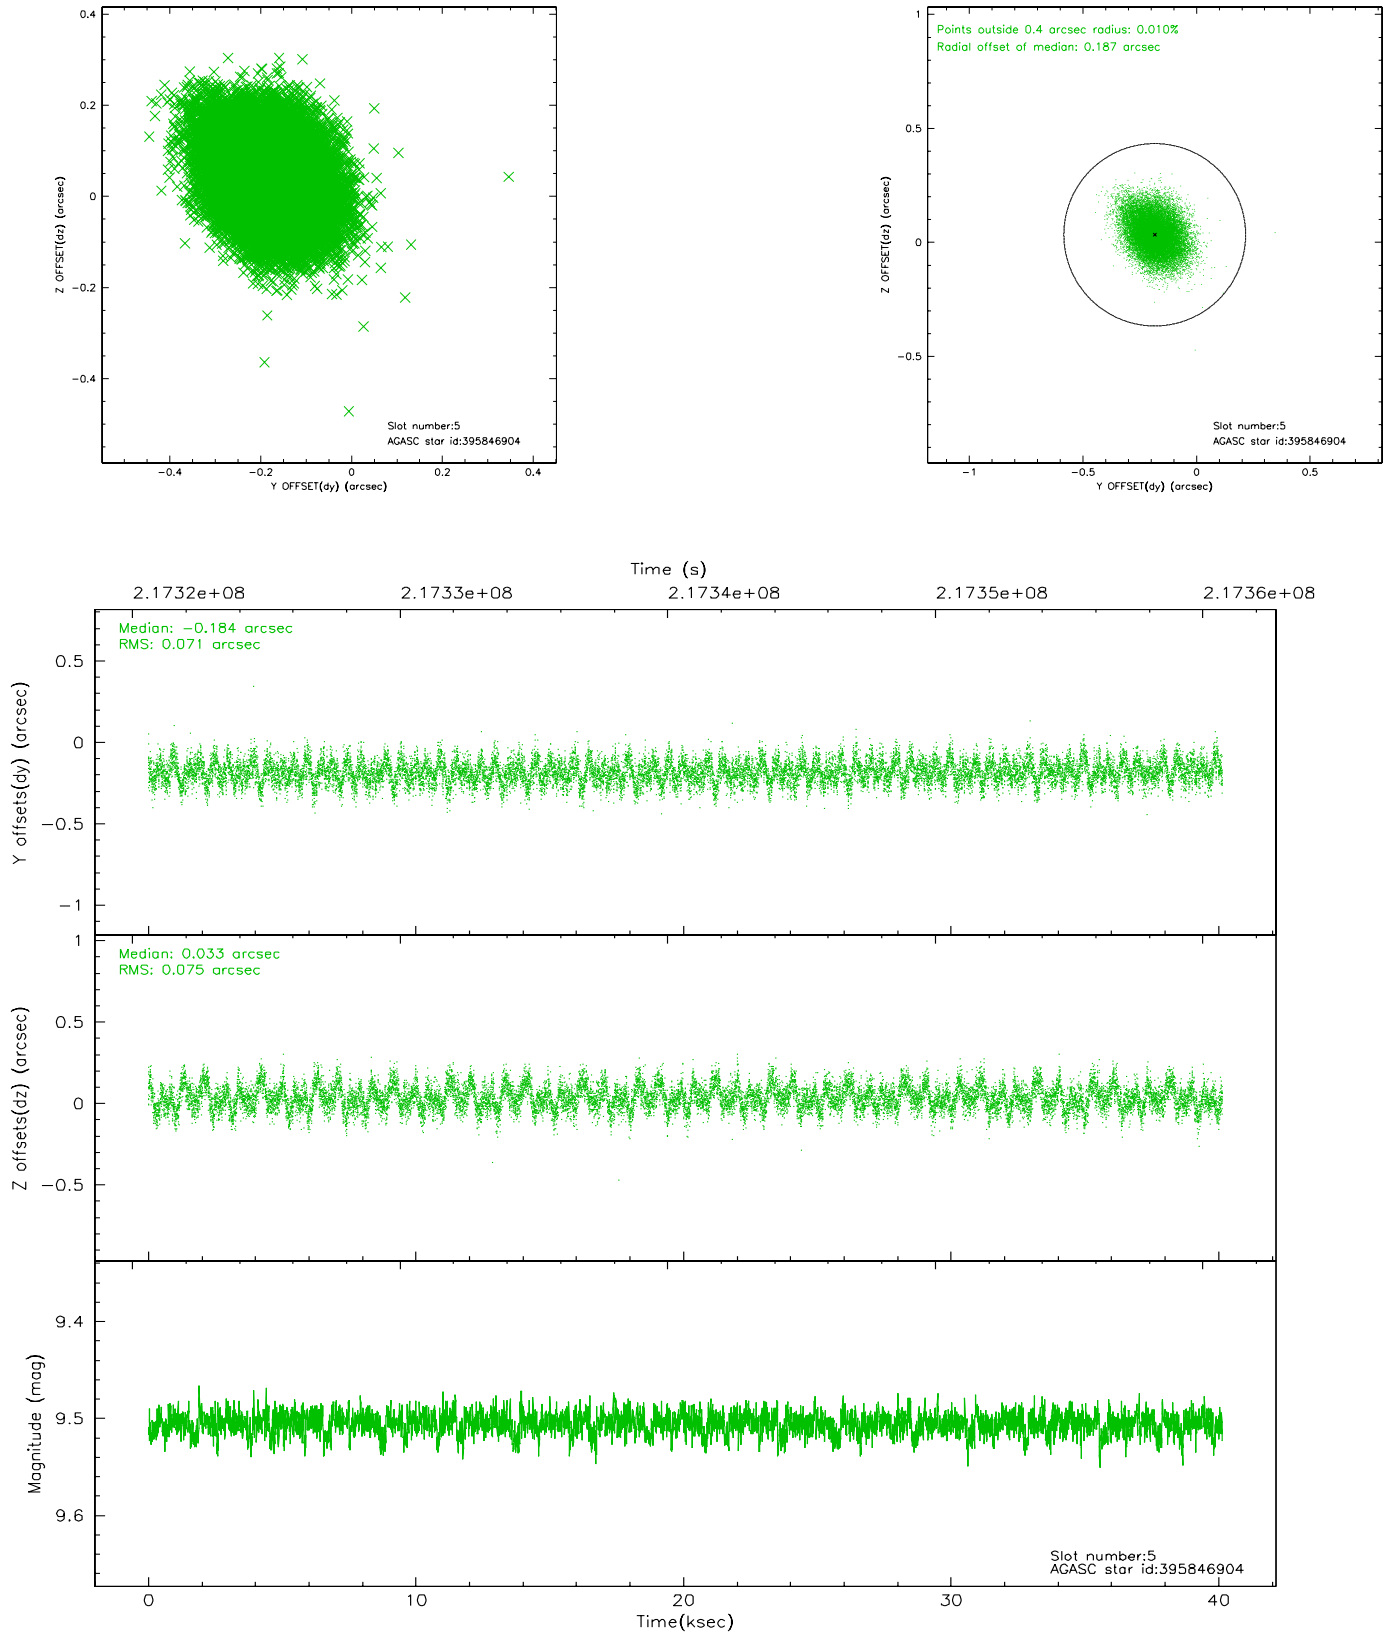 0.4
0.2
0
−0.2
−0.4
Z OFFSET(dz) (arcsec)
−0.4 −0.2 0 0.2 0.4
Y OFFSET(dy) (arcsec)
Slot number:5
AGASC star id:395846904
Points outside 0.4 arcsec radius: 0.010%
Radial offset of median: 0.187 arcsec
1
0.5
0
−0.5
Z OFFSET(dz) (arcsec)
−1 −0.5 0 0.5
Y OFFSET(dy) (arcsec)
Slot number:5
AGASC star id:395846904
Time (s)
2.1732e+08 2.1733e+08 2.1734e+08 2.1735e+08 2.1736e+08
Median: −0.184 arcsec
RMS: 0.071 arcsec
0.5
0
−0.5
−1
Y offsets(dy) (arcsec)
Median: 0.033 arcsec
RMS: 0.075 arcsec
1
0.5
0
−0.5
Z offsets(dz) (arcsec)
9.4
9.5
9.6
Magnitude (mag)
Slot number:5
AGASC star id:395846904
0 10 20 30 40
Time(ksec)